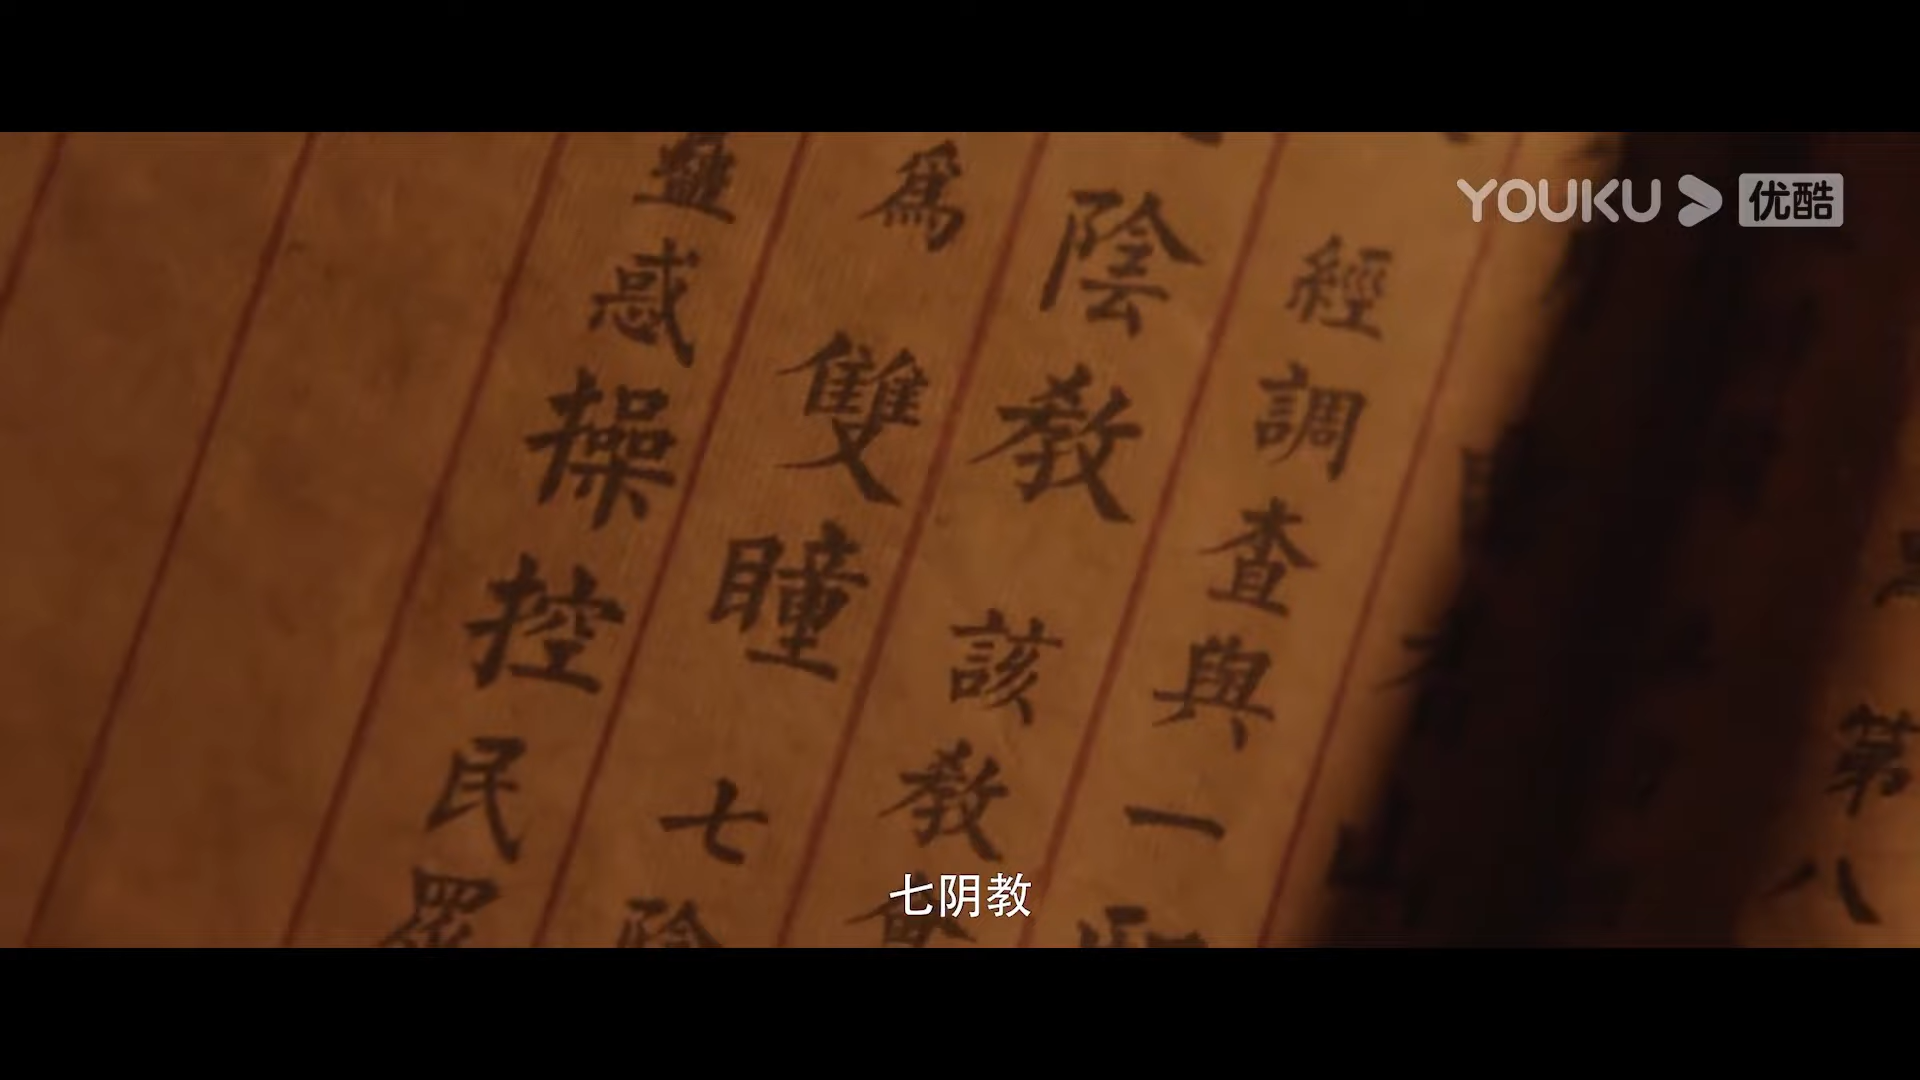 YOUKU 优酷
第八
經調查與一
陰教 該教
爲 雙瞳 七陰
蠱惑操控民
七阴教